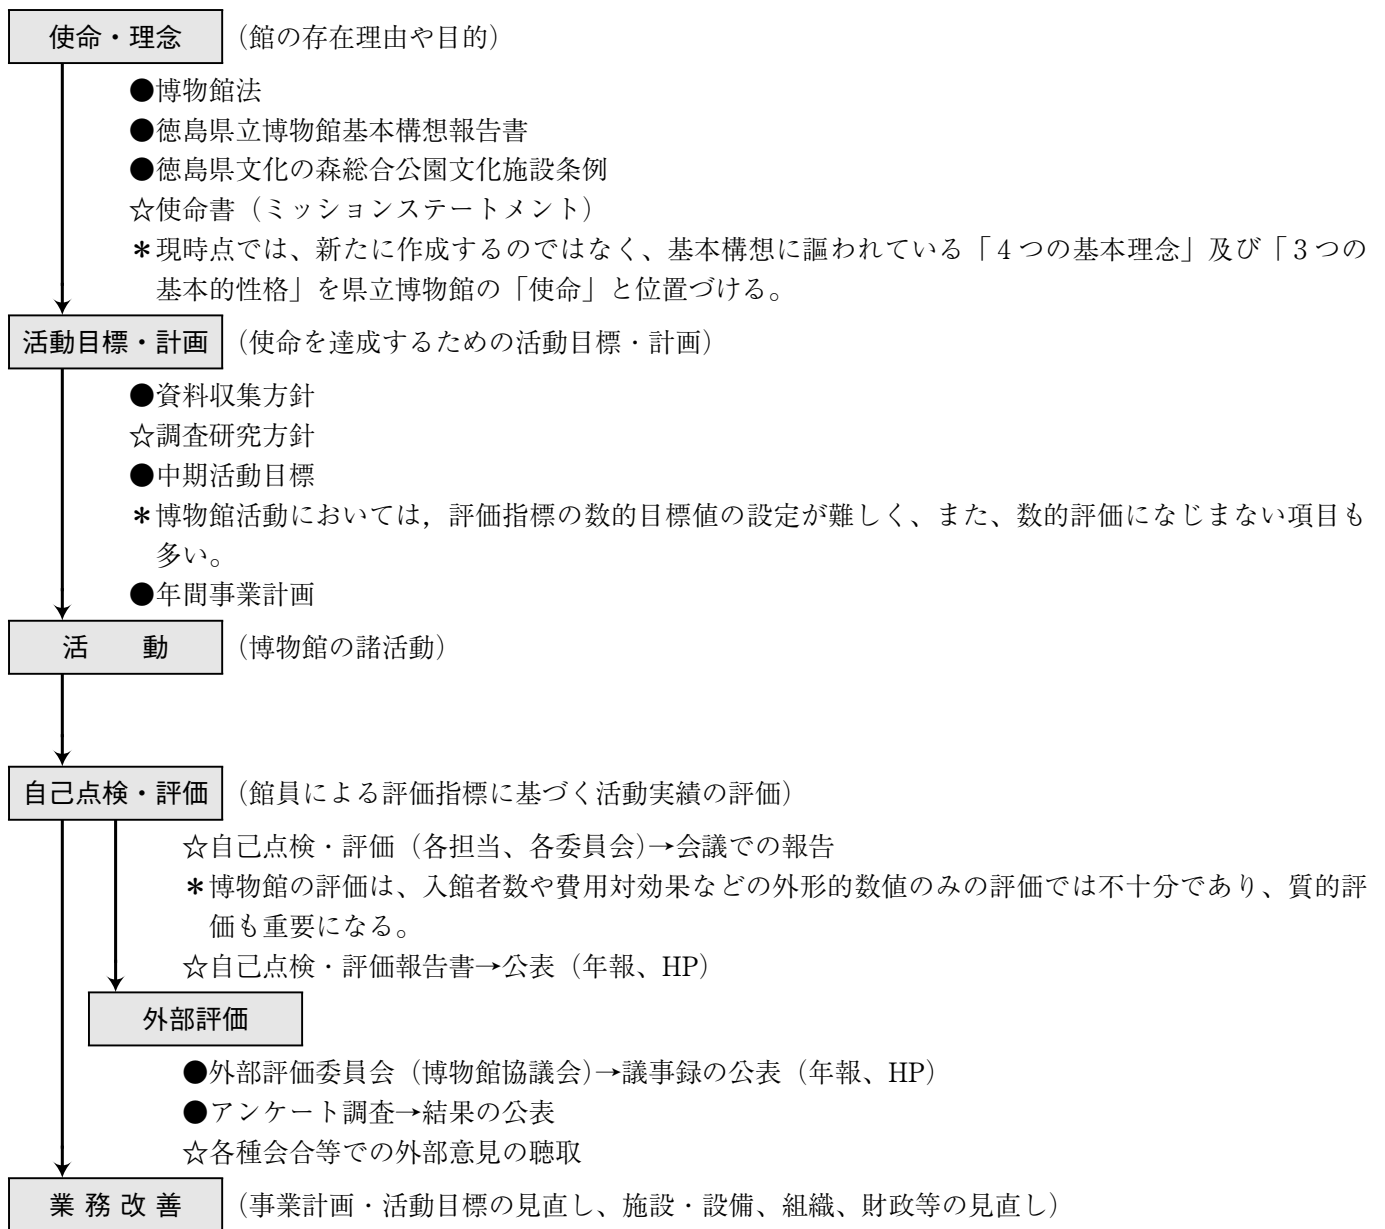 使命・理念 （館の存在理由や目的）
●博物館法
●徳島県立博物館基本構想報告書
●徳島県文化の森総合公園文化施設条例
☆使命書（ミッションステートメント）
＊現時点では、新たに作成するのではなく、基本構想に謳われている「４つの基本理念」及び「３つの
基本的性格」を県立博物館の「使命」と位置づける。
活動目標・計画 （使命を達成するための活動目標・計画）
●資料収集方針
☆調査研究方針
●中期活動目標
＊博物館活動においては，評価指標の数的目標値の設定が難しく、また、数的評価になじまない項目も
多い。
●年間事業計画
活　動 （博物館の諸活動）
自己点検・評価 （館員による評価指標に基づく活動実績の評価）
☆自己点検・評価（各担当、各委員会）→会議での報告
＊博物館の評価は、入館者数や費用対効果などの外形的数値のみの評価では不十分であり、質的評
価も重要になる。
☆自己点検・評価報告書→公表（年報、HP）
外部評価
●外部評価委員会（博物館協議会）→議事録の公表（年報、HP）
●アンケート調査→結果の公表
☆各種会合等での外部意見の聴取
業務改善 （事業計画・活動目標の見直し、施設・設備、組織、財政等の見直し）